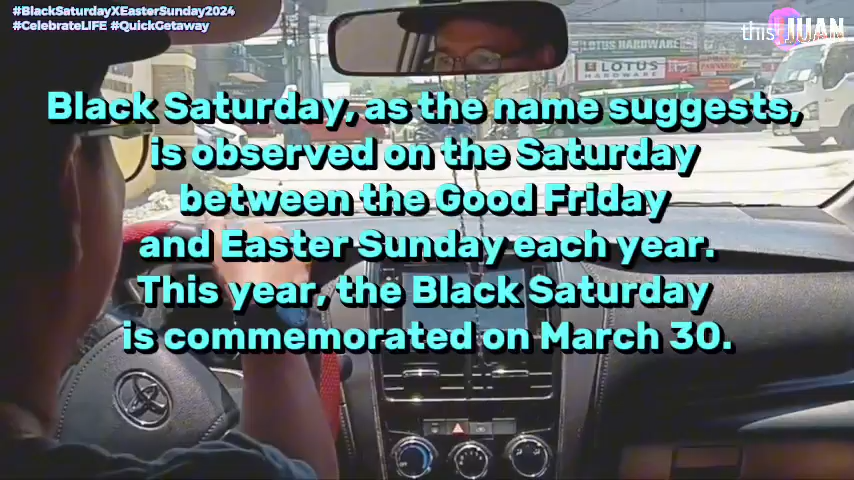 #BlackSaturdayXEasterSunday2024
#CelebrateLIFE #QuickGetaway
this JUAN
LOTUS HARDWARE
LOTUS
HARDWARE
Black Saturday, as the name suggests,
is observed on the Saturday
between the Good Friday
and Easter Sunday each year.
This year, the Black Saturday
is commemorated on March 30.